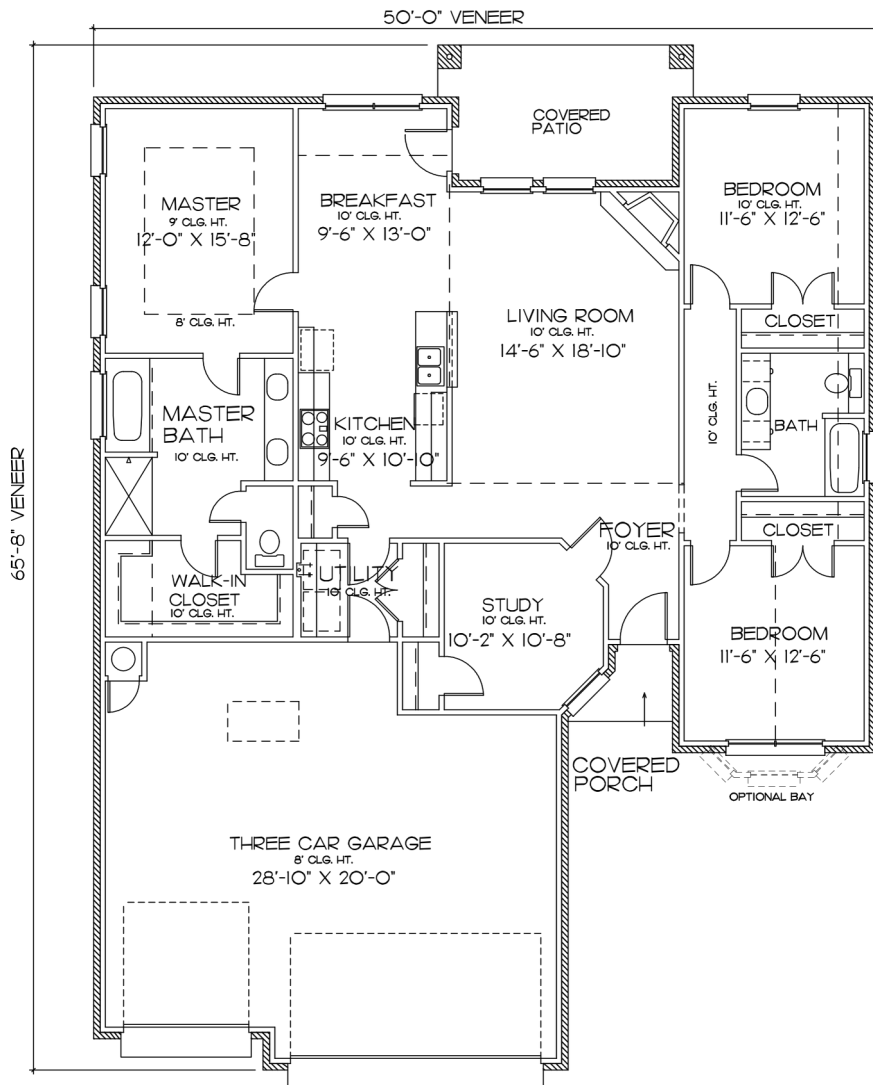 50'-0" VENEER
65'-8" VENEER
COVERED
PATIO
MASTER
9' CLG. HT.
12'-0" X 15'-8"
8' CLG. HT.
BREAKFAST
10' CLG. HT.
9'-6" X 13'-0"
BEDROOM
10' CLG. HT.
11'-6" X 12'-6"
LIVING ROOM
10' CLG. HT.
14'-6" X 18'-10"
CLOSET
MASTER
BATH
10' CLG. HT.
KITCHEN
10' CLG. HT.
9'-6" X 10'-10"
10' CLG. HT.
BATH
CLOSET
FOYER
10' CLG. HT.
WALK-IN
CLOSET
10' CLG. HT.
UTILITY
10' CLG. HT.
STUDY
10' CLG. HT.
10'-2" X 10'-8"
BEDROOM
11'-6" X 12'-6"
COVERED
PORCH
OPTIONAL BAY
THREE CAR GARAGE
8' CLG. HT.
28'-10" X 20'-0"